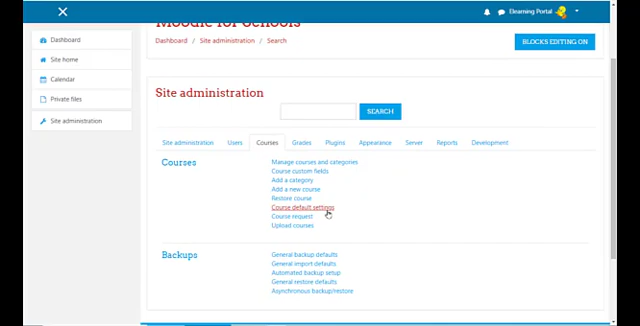 Elearning Portal
Moodle for Schools
Dashboard / Site administration / Search
BLOCKS EDITING ON
Dashboard
Site home
Calendar
Private files
Site administration
Site administration
SEARCH
Site administration Users Courses Grades Plugins Appearance Server Reports Development
Courses
Manage courses and categories
Course custom fields
Add a category
Add a new course
Restore course
Course default settings
Course request
Upload courses
Backups
General backup defaults
General import defaults
Automated backup setup
General restore defaults
Asynchronous backup/restore